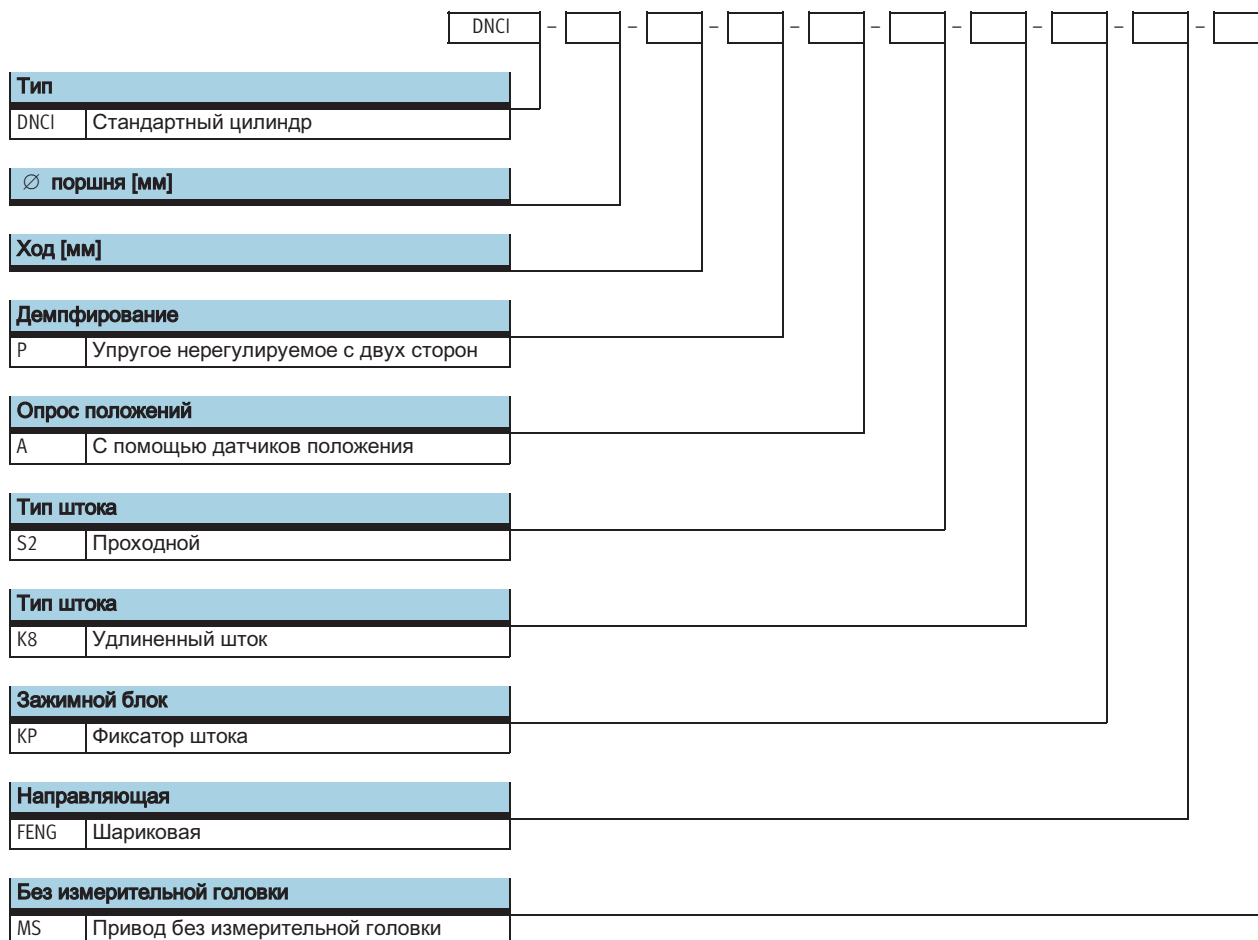 DNCI – – – – – – – – –
Тип
DNCI Стандартный цилиндр
∅ поршня [мм]
Ход [мм]
Демпфирование
P Упругое нерегулируемое с двух сторон
Опрос положений
A С помощью датчиков положения
Тип штока
S2 Проходной
Тип штока
K8 Удлиненный шток
Зажимной блок
KP Фиксатор штока
Направляющая
FENG Шариковая
Без измерительной головки
MS Привод без измерительной головки